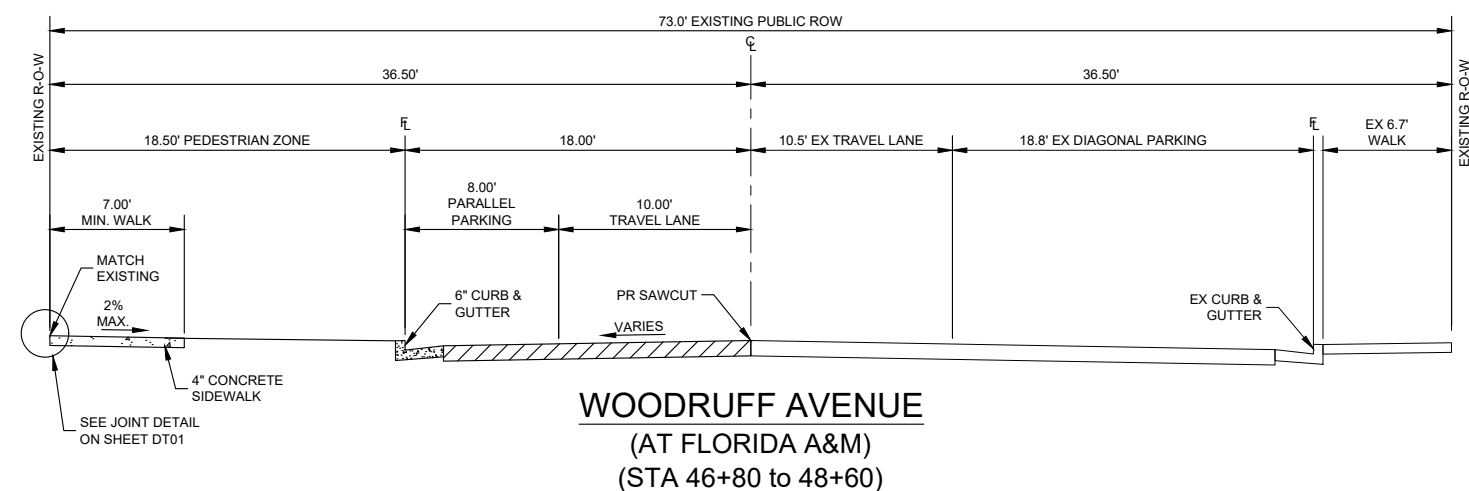 73.0' EXISTING PUBLIC ROW
℄
EXISTING R-O-W
36.50'
36.50'
EXISTING R-O-W
FL
FL
18.50' PEDESTRIAN ZONE
18.00'
10.5' EX TRAVEL LANE
18.8' EX DIAGONAL PARKING
EX 6.7'
WALK
7.00'
MIN. WALK
8.00'
PARALLEL
PARKING
10.00'
TRAVEL LANE
MATCH
EXISTING
2%
MAX.
6" CURB &
GUTTER
PR SAWCUT
VARIES
EX CURB &
GUTTER
4" CONCRETE
SIDEWALK
SEE JOINT DETAIL
ON SHEET DT01
WOODRUFF AVENUE
(AT FLORIDA A&M)
(STA 46+80 to 48+60)